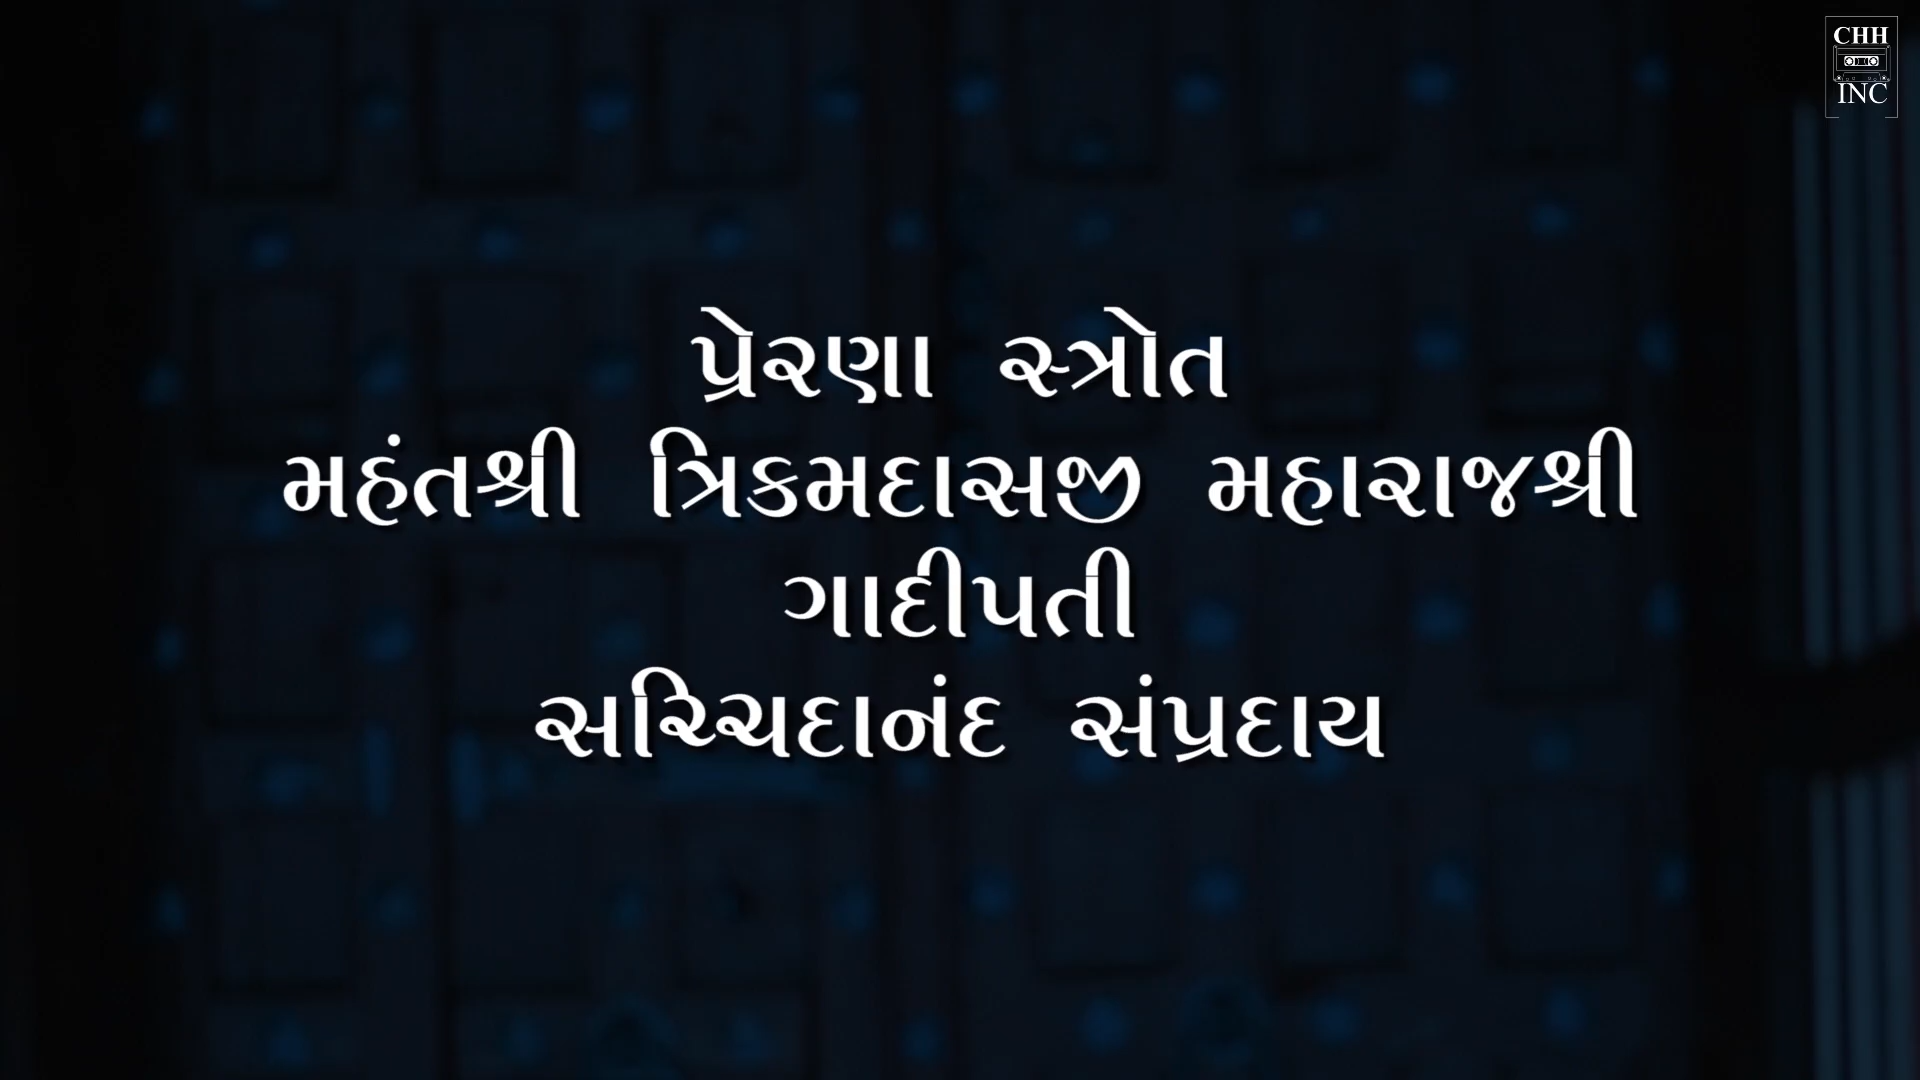 CHH
INC
પ્રેરણા સ્ત્રોત
મહંતશ્રી ત્રિકમદાસજી મહારાજશ્રી
ગાદીપતી
સચ્ચિદાનંદ સંપ્રદાય